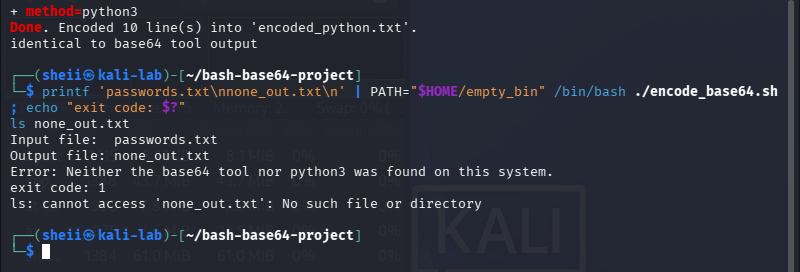 + method=python3
Done. Encoded 10 line(s) into 'encoded_python.txt'.
identical to base64 tool output
┌──(sheii㉿kali-lab)-[~/bash-base64-project]
└─$ printf 'passwords.txt\nnone_out.txt\n' | PATH="$HOME/empty_bin" /bin/bash ./encode_base64.sh
; echo "exit code: $?"
ls none_out.txt
Input file:  passwords.txt
Output file: none_out.txt
Error: Neither the base64 tool nor python3 was found on this system.
exit code: 1
ls: cannot access 'none_out.txt': No such file or directory
┌──(sheii㉿kali-lab)-[~/bash-base64-project]
└─$
KALI